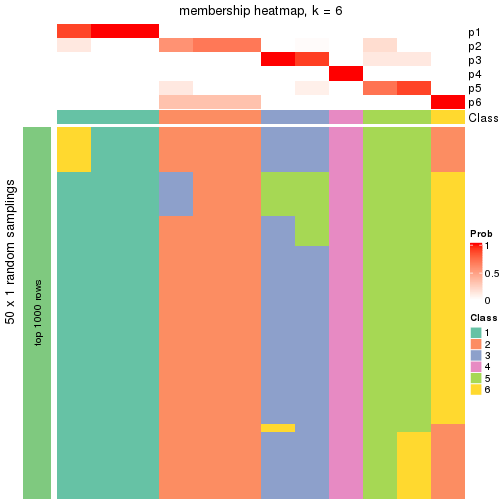 membership heatmap, k = 6
p1
p2
p3
p4
p5
p6
Class
50 x 1 random samplings
top 1000 rows
Prob
1
0.5
0
Class
1
2
3
4
5
6